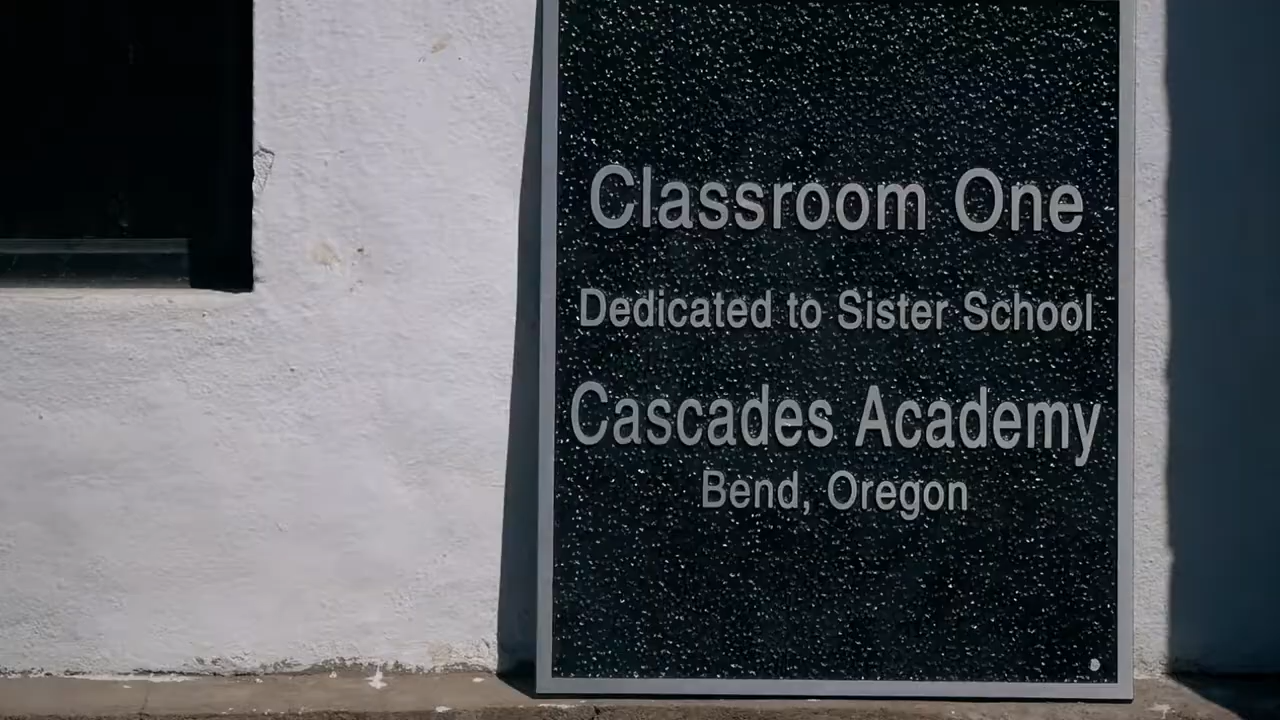 Classroom One
Dedicated to Sister School
Cascades Academy
Bend, Oregon